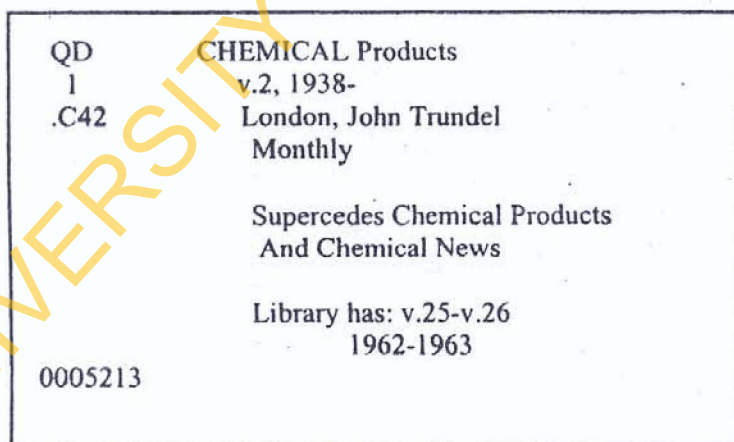 QD CHEMICAL Products
1 v.2, 1938-
.C42 London, John Trundel
Monthly
Supercedes Chemical Products
And Chemical News
Library has: v.25-v.26
1962-1963
0005213
VERSITY